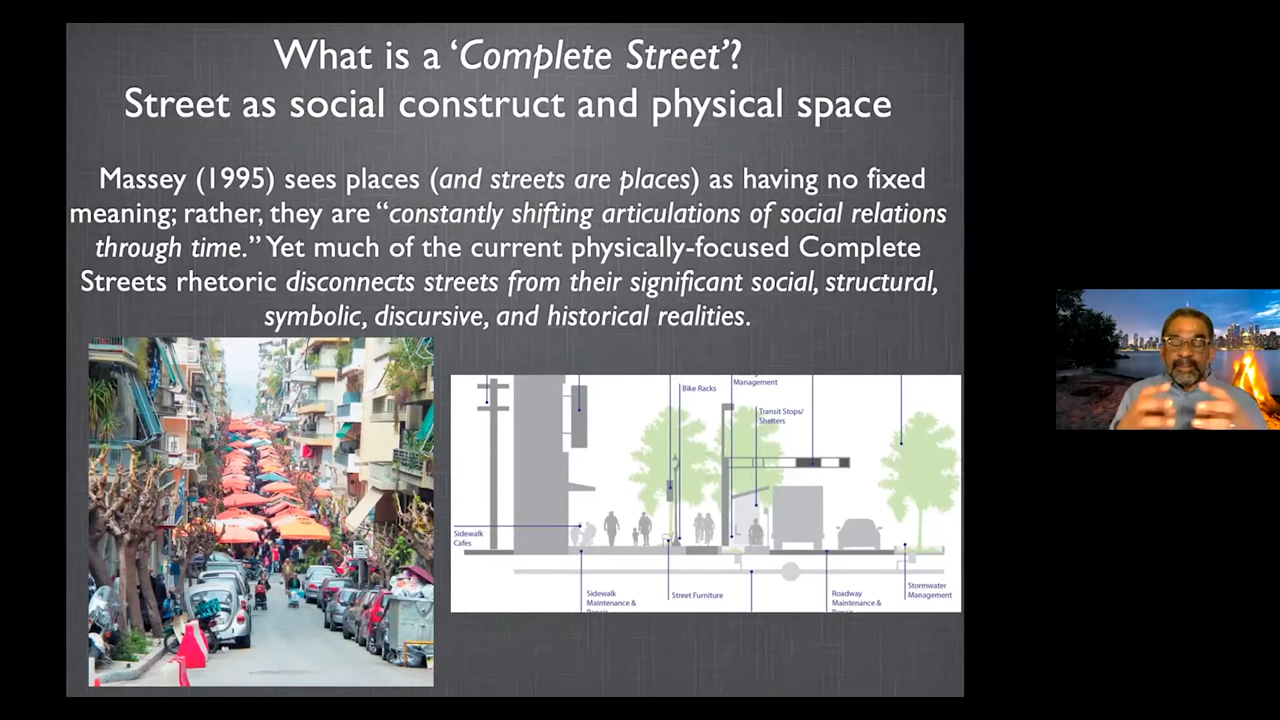 What is a ‘Complete Street’?
Street as social construct and physical space
Massey (1995) sees places (and streets are places) as having no fixed
meaning; rather, they are “constantly shifting articulations of social relations
through time.” Yet much of the current physically-focused Complete
Streets rhetoric disconnects streets from their significant social, structural,
symbolic, discursive, and historical realities.
Bike Racks
Management
Transit Stops/
Shelters
Sidewalk
Cafes
Sidewalk
Maintenance &
Street Furniture
Roadway
Maintenance &
Stormwater
Management